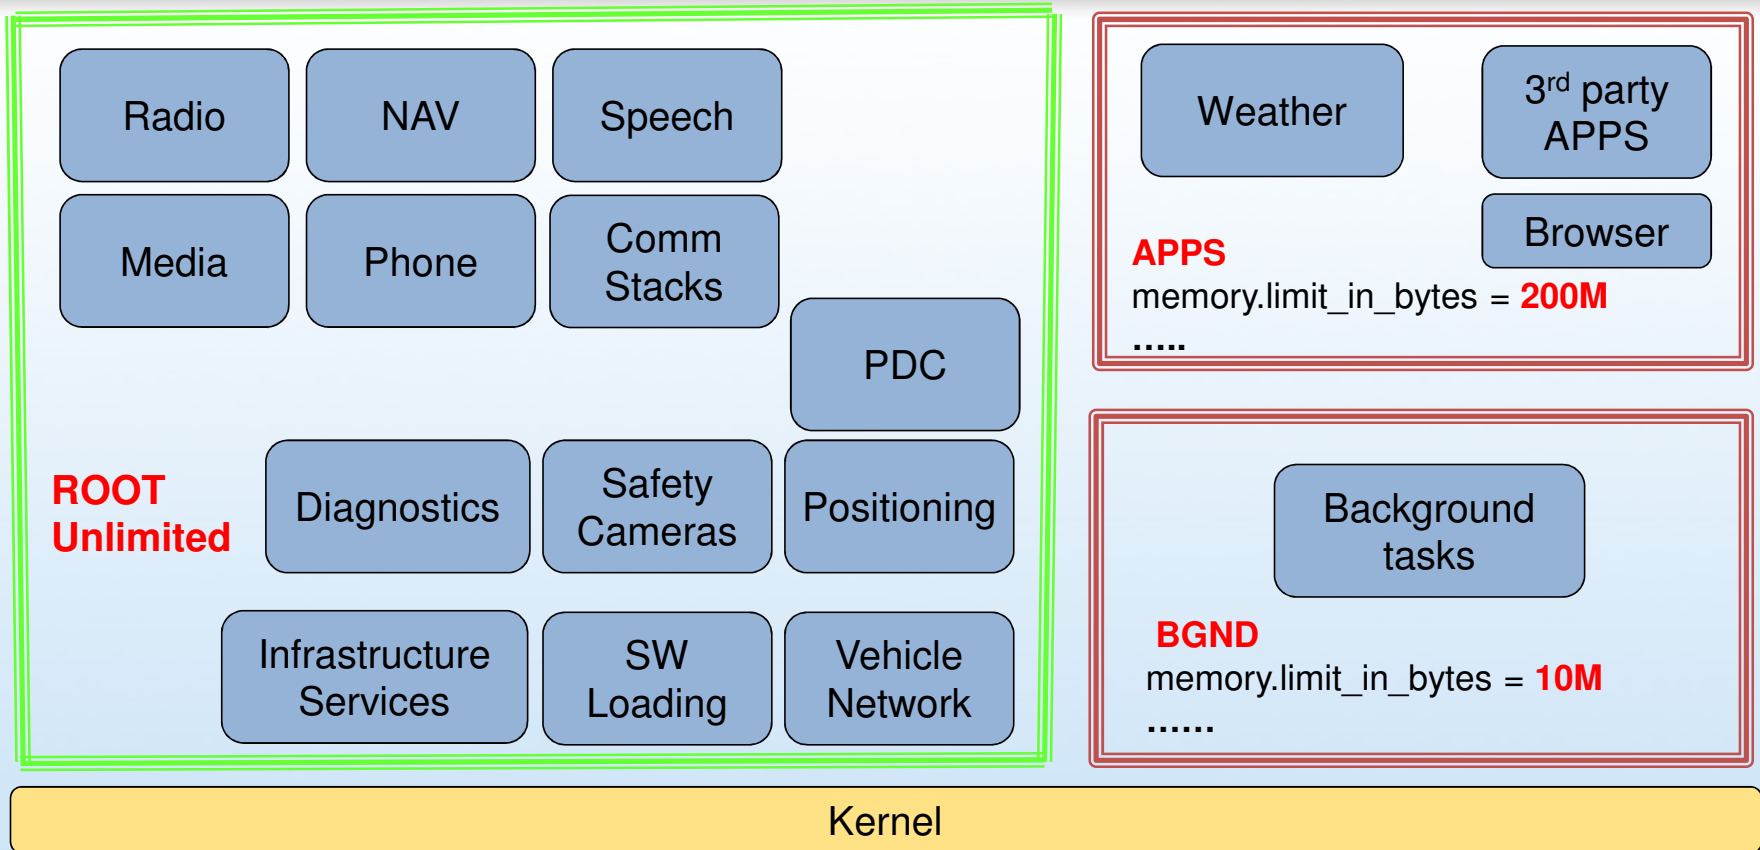 Radio
NAV
Speech
Media
Phone
Comm
Stacks
PDC
ROOT
Unlimited
Diagnostics
Safety
Cameras
Positioning
Infrastructure
Services
SW
Loading
Vehicle
Network
Weather
3rd party
APPS
Browser
APPS
memory.limit_in_bytes = 200M
.....
Background
tasks
BGND
memory.limit_in_bytes = 10M
......
Kernel